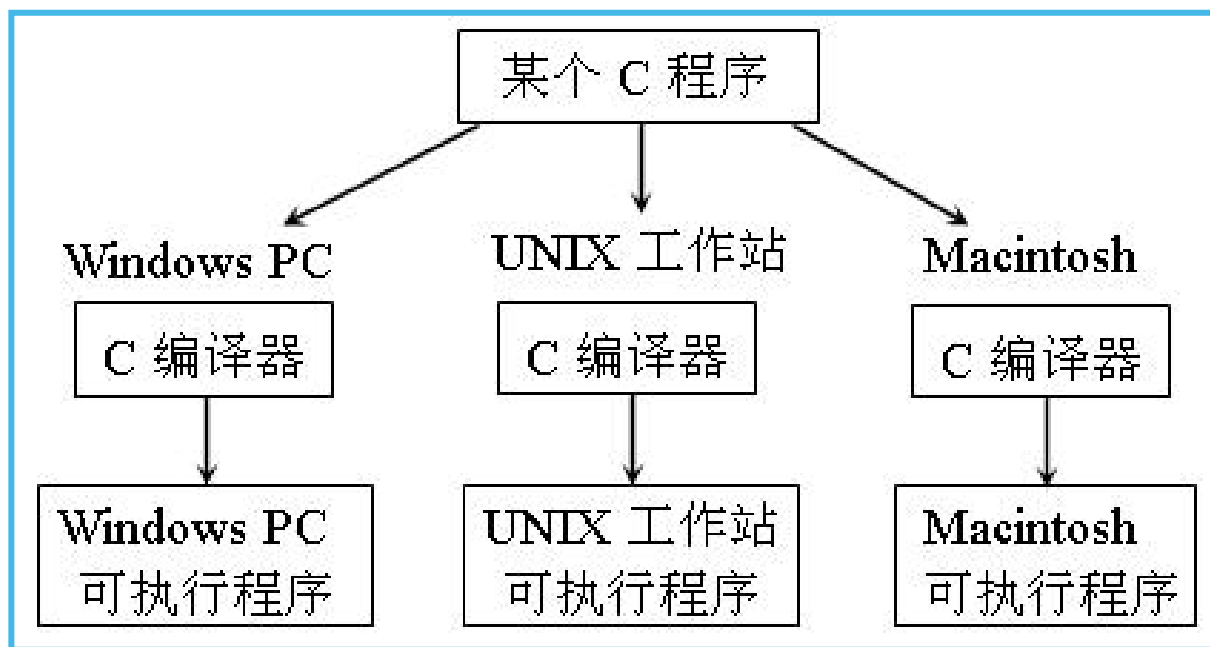 某个 C 程序
Windows PC
UNIX 工作站
Macintosh
C 编译器
C 编译器
C 编译器
Windows PC
可执行程序
UNIX 工作站
可执行程序
Macintosh
可执行程序